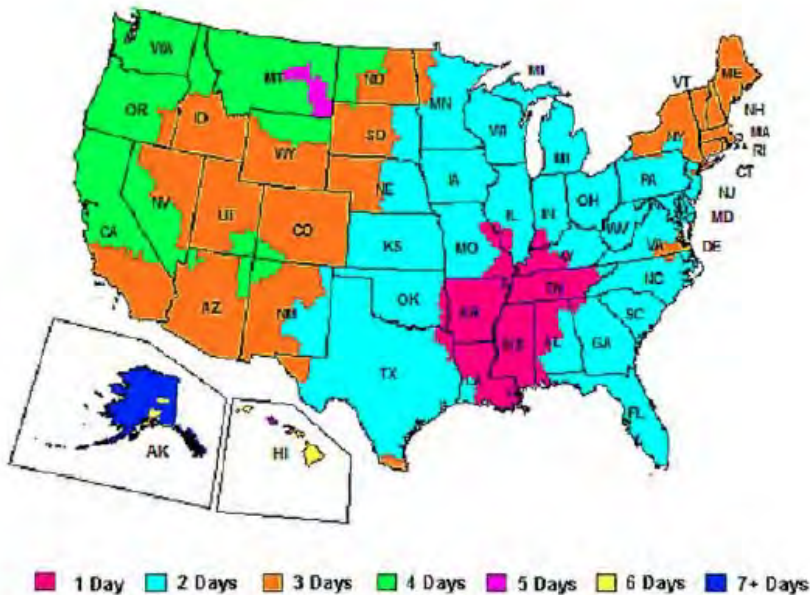 WA
MT
ND
MN
MI
VT
ME
OR
ID
SD
WI
NH
MA
NY
RI
WY
MI
CT
NV
NE
IA
PA
NJ
UT
IL
IN
OH
MD
CA
CO
KS
MO
WV
VA
DE
KY
NC
AZ
NM
OK
AR
TN
SC
MS
AL
GA
TX
LA
FL
AK
HI
1 Day
2 Days
3 Days
4 Days
5 Days
6 Days
7+ Days